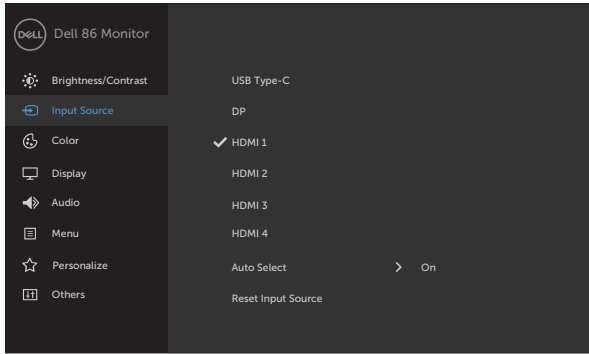 DELL Dell 86 Monitor
Brightness/Contrast
Input Source
Color
Display
Audio
Menu
Personalize
Others
USB Type-C
DP
HDMI 1
HDMI 2
HDMI 3
HDMI 4
Auto Select > On
Reset Input Source